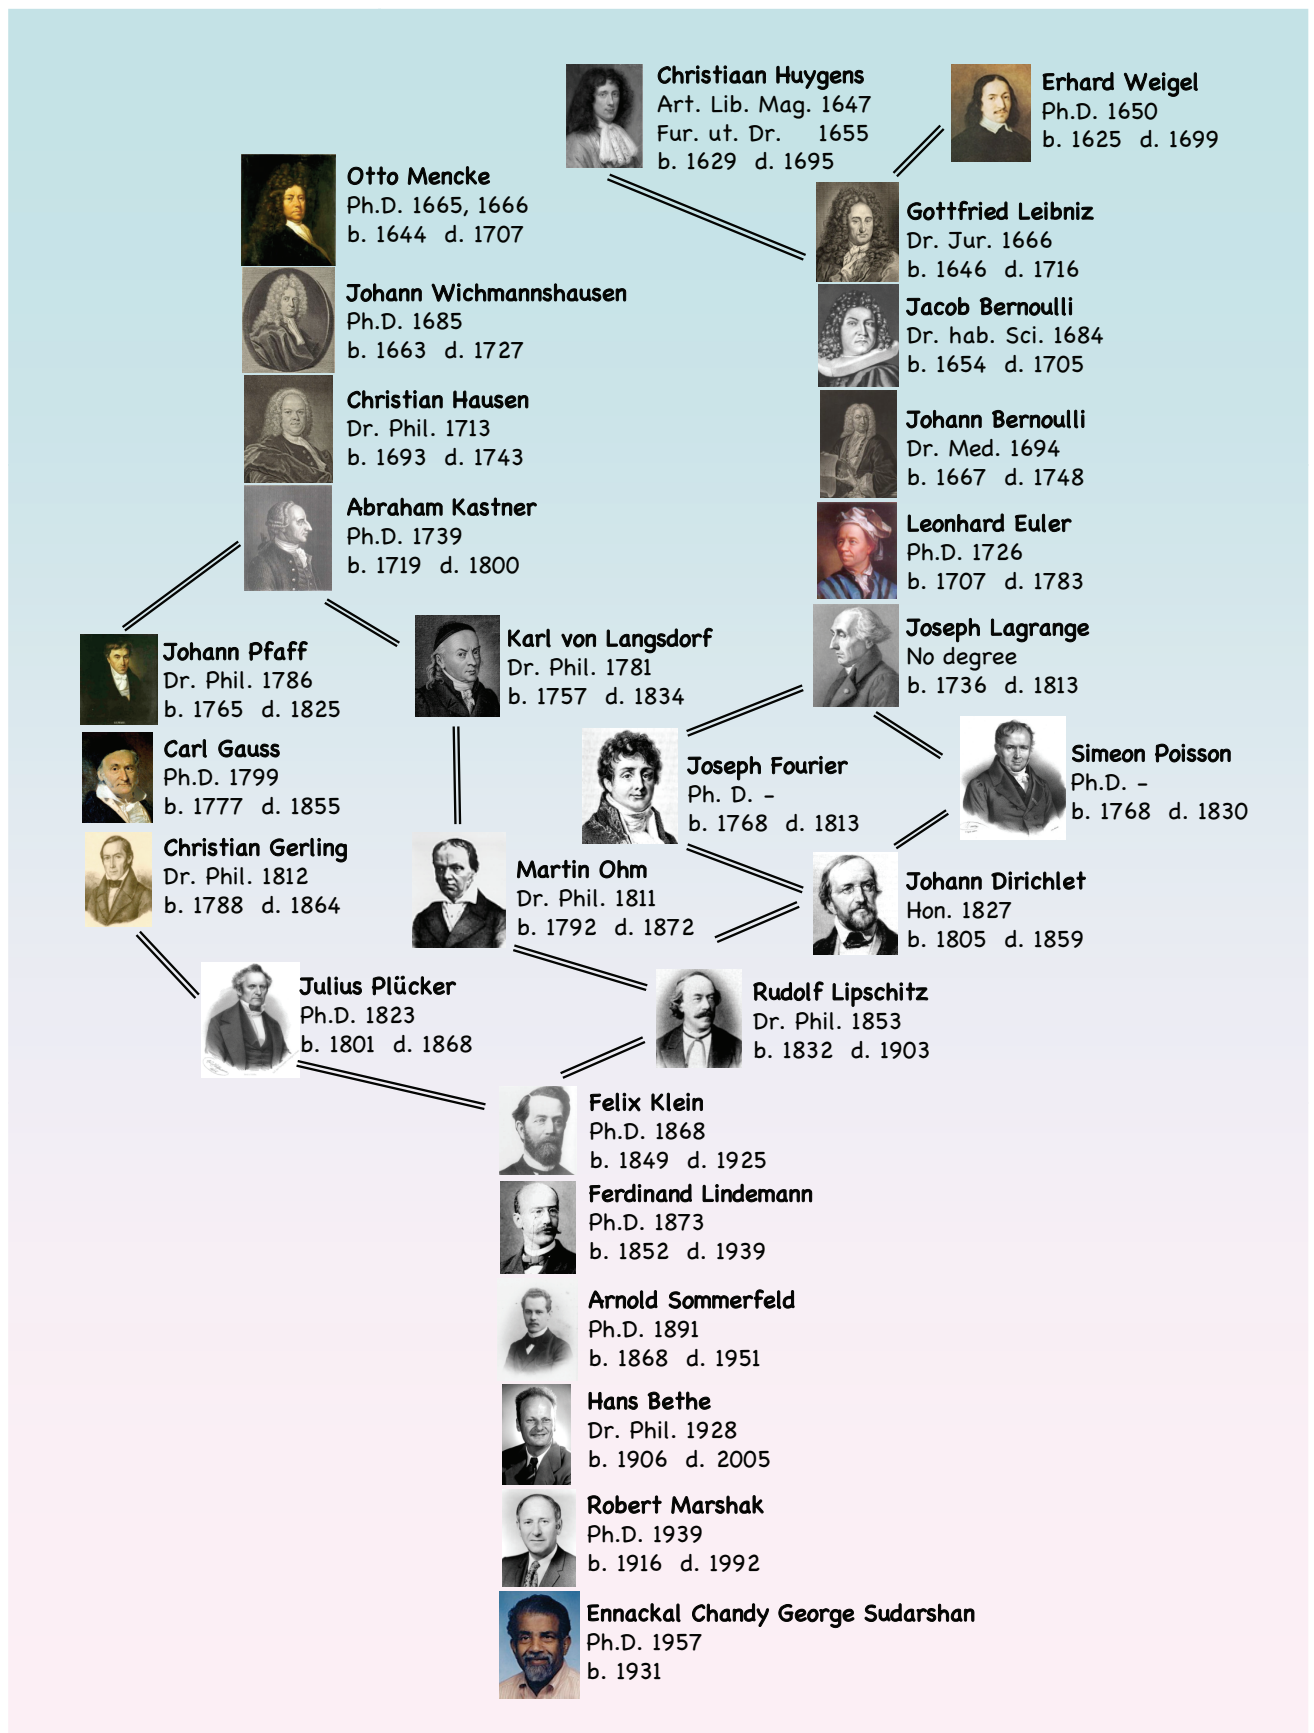 Christiaan Huygens
Art. Lib. Mag. 1647
Fur. ut. Dr. 1655
b. 1629 d. 1695
Erhard Weigel
Ph.D. 1650
b. 1625 d. 1699
Otto Mencke
Ph.D. 1665, 1666
b. 1644 d. 1707
Gottfried Leibniz
Dr. Jur. 1666
b. 1646 d. 1716
Johann Wichmannshausen
Ph.D. 1685
b. 1663 d. 1727
Jacob Bernoulli
Dr. hab. Sci. 1684
b. 1654 d. 1705
Christian Hausen
Dr. Phil. 1713
b. 1693 d. 1743
Johann Bernoulli
Dr. Med. 1694
b. 1667 d. 1748
Abraham Kastner
Ph.D. 1739
b. 1719 d. 1800
Leonhard Euler
Ph.D. 1726
b. 1707 d. 1783
Johann Pfaff
Dr. Phil. 1786
b. 1765 d. 1825
Karl von Langsdorf
Dr. Phil. 1781
b. 1757 d. 1834
Joseph Lagrange
No degree
b. 1736 d. 1813
Carl Gauss
Ph.D. 1799
b. 1777 d. 1855
Joseph Fourier
Ph. D. -
b. 1768 d. 1813
Simeon Poisson
Ph.D. -
b. 1768 d. 1830
Christian Gerling
Dr. Phil. 1812
b. 1788 d. 1864
Martin Ohm
Dr. Phil. 1811
b. 1792 d. 1872
Johann Dirichlet
Hon. 1827
b. 1805 d. 1859
Julius Plücker
Ph.D. 1823
b. 1801 d. 1868
Rudolf Lipschitz
Dr. Phil. 1853
b. 1832 d. 1903
Felix Klein
Ph.D. 1868
b. 1849 d. 1925
Ferdinand Lindemann
Ph.D. 1873
b. 1852 d. 1939
Arnold Sommerfeld
Ph.D. 1891
b. 1868 d. 1951
Hans Bethe
Dr. Phil. 1928
b. 1906 d. 2005
Robert Marshak
Ph.D. 1939
b. 1916 d. 1992
Ennackal Chandy George Sudarshan
Ph.D. 1957
b. 1931